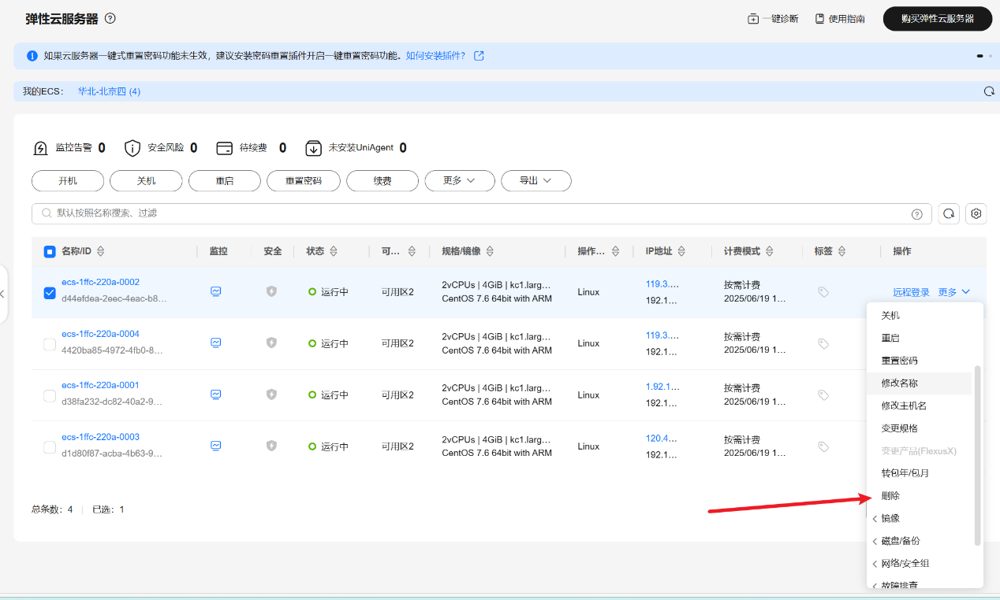 弹性云服务器
一键诊断 使用指南 购买弹性云服务器
如果云服务器一键式重置密码功能未生效，建议安装密码重置插件开启一键重置密码功能。如何安装插件？
我的ECS： 华北-北京四 (4)
监控告警 0 安全风险 0 待续费 0 未安装UniAgent 0
开机 关机 重启 重置密码 续费 更多 导出
默认按照名称搜索、过滤
名称/ID 监控 安全 状态 可... 规格/镜像 操作... IP地址 计费模式 标签 操作
ecs-1ffc-220a-0002
d44efdea-2eec-4eac-b8...
运行中 可用区2
2vCPUs | 4GiB | kc1.larg...
CentOS 7.6 64bit with ARM
Linux
119.3....
192.1...
按需计费
2025/06/19 1...
远程登录 更多
ecs-1ffc-220a-0004
4420ba85-4972-4fb0-8...
运行中 可用区2
2vCPUs | 4GiB | kc1.larg...
CentOS 7.6 64bit with ARM
Linux
119.3....
192.1...
按需计费
2025/06/19 1...
ecs-1ffc-220a-0001
d38fa232-dc82-40a2-9...
运行中 可用区2
2vCPUs | 4GiB | kc1.larg...
CentOS 7.6 64bit with ARM
Linux
1.92.1...
192.1...
按需计费
2025/06/19 1...
ecs-1ffc-220a-0003
d1d80f87-acba-4b63-9...
运行中 可用区2
2vCPUs | 4GiB | kc1.larg...
CentOS 7.6 64bit with ARM
Linux
120.4...
192.1...
按需计费
2025/06/19 1...
总条数：4 已选：1
关机
重启
重置密码
修改名称
修改主机名
变更规格
变更产品(FlexusX)
转包年/包月
删除
镜像
磁盘/备份
网络/安全组
故障排查